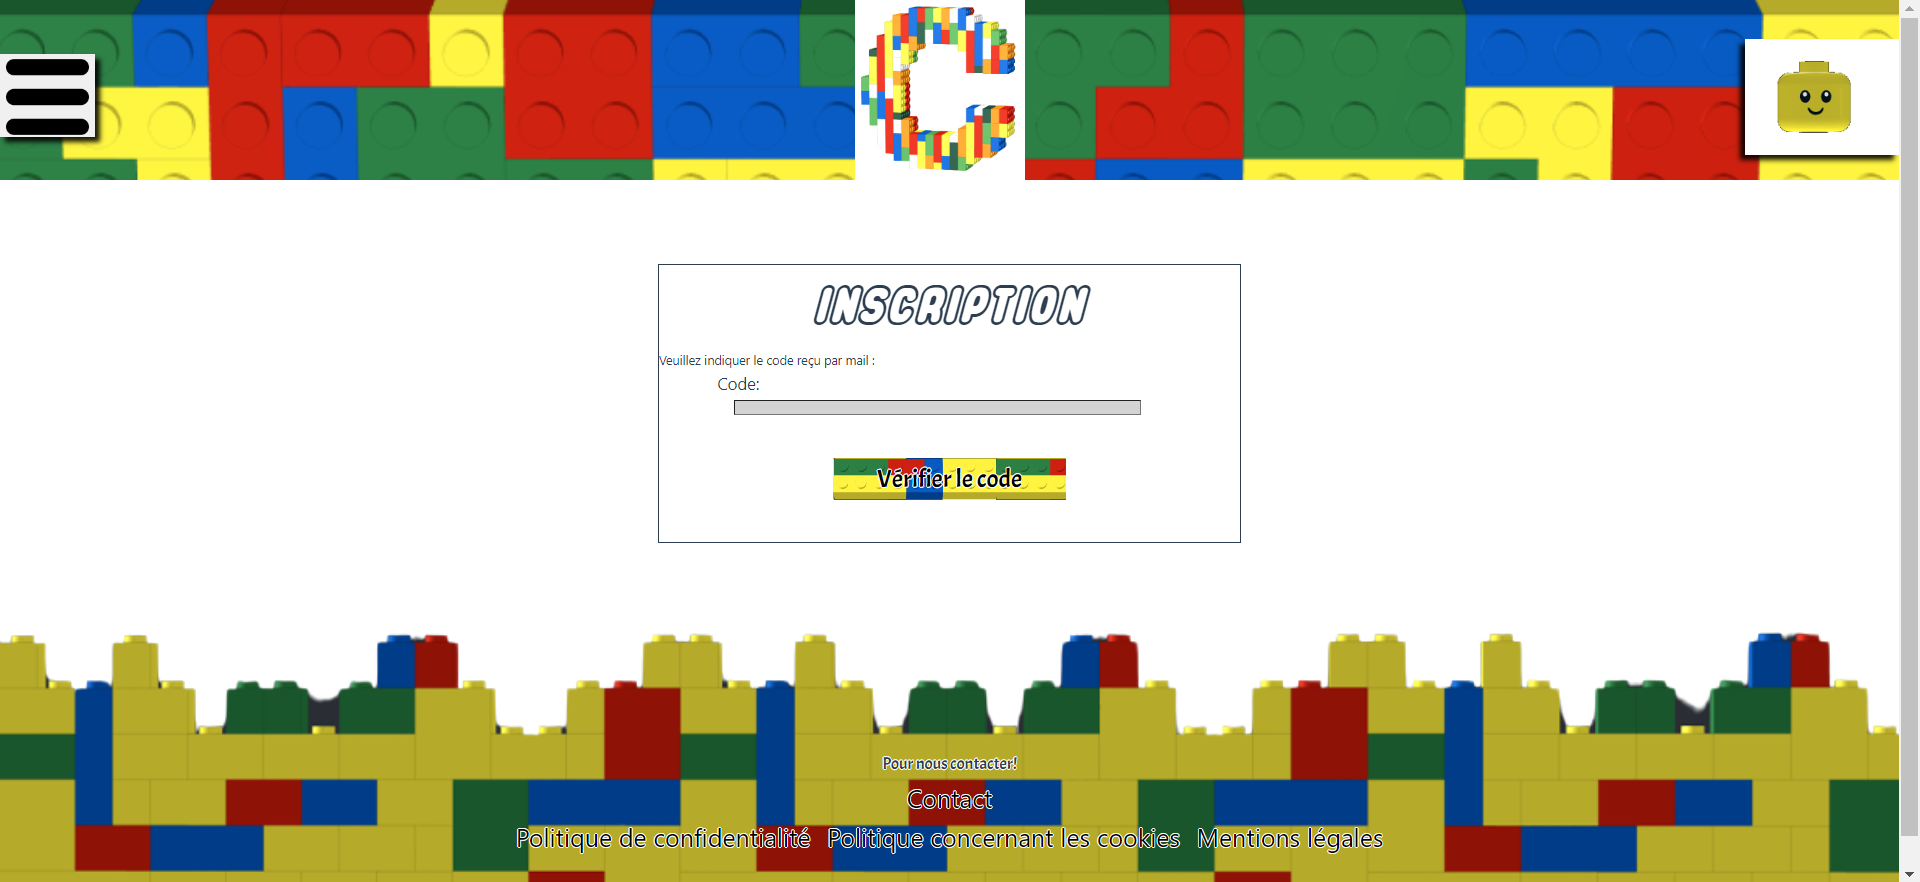 C
INSCRIPTION
Veuillez indiquer le code reçu par mail :
Code:
Vérifier le code
Pour nous contacter!
Contact
Politique de confidentialité Politique concernant les cookies Mentions légales